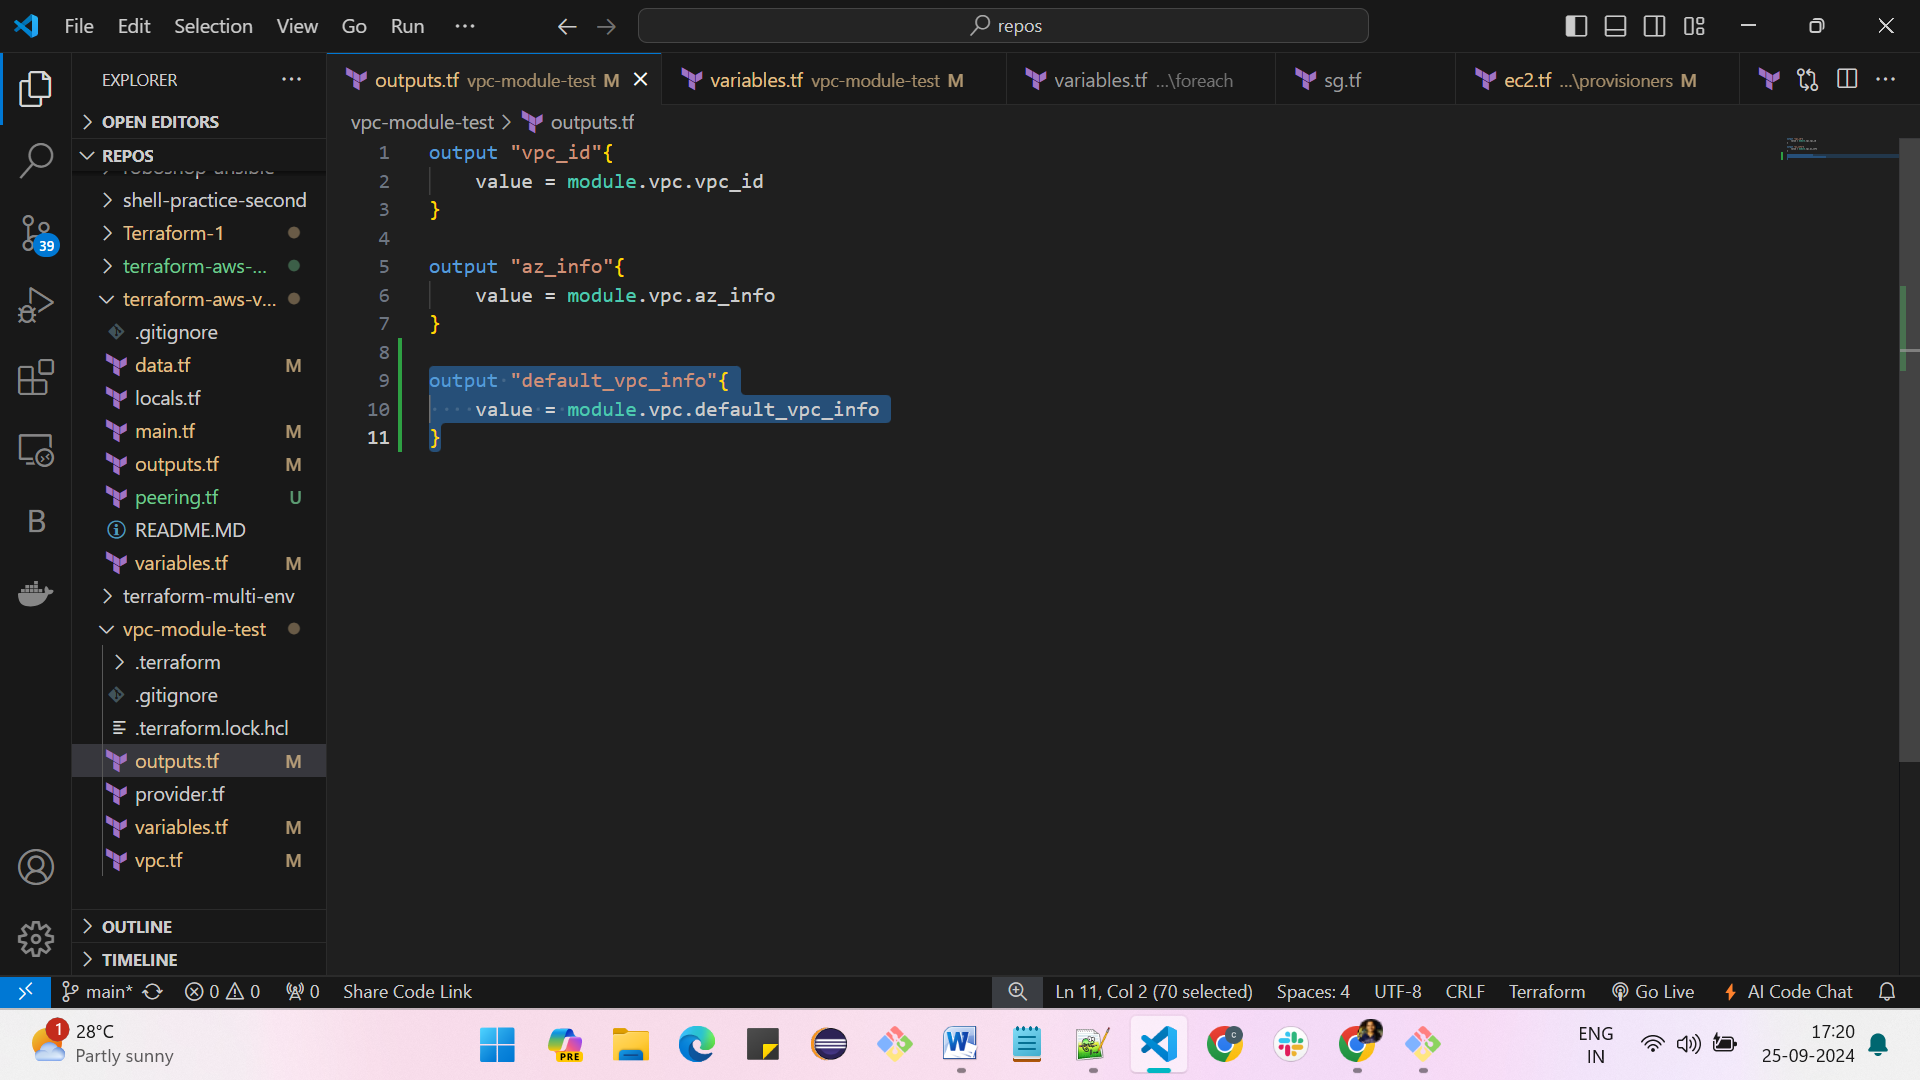 File Edit Selection View Go Run ...
repos
EXPLORER
OPEN EDITORS
REPOS
shell-practice-second
Terraform-1
terraform-aws-...
terraform-aws-v...
.gitignore
data.tf M
locals.tf
main.tf M
outputs.tf M
peering.tf U
README.MD
variables.tf M
terraform-multi-env
vpc-module-test
.terraform
.gitignore
.terraform.lock.hcl
outputs.tf M
provider.tf
variables.tf M
vpc.tf M
OUTLINE
TIMELINE
39
B
outputs.tf vpc-module-test M
variables.tf vpc-module-test M
variables.tf ...\foreach
sg.tf
ec2.tf ...\provisioners M
vpc-module-test > outputs.tf
1 output "vpc_id"{
2 value = module.vpc.vpc_id
3 }
4
5 output "az_info"{
6 value = module.vpc.az_info
7 }
8
9 output "default_vpc_info"{
10 value = module.vpc.default_vpc_info
11 }
main* 0 0 0 Share Code Link
Ln 11, Col 2 (70 selected) Spaces: 4 UTF-8 CRLF Terraform Go Live AI Code Chat
1
28°C
Partly sunny
PRE
W
C
ENG
IN
17:20
25-09-2024